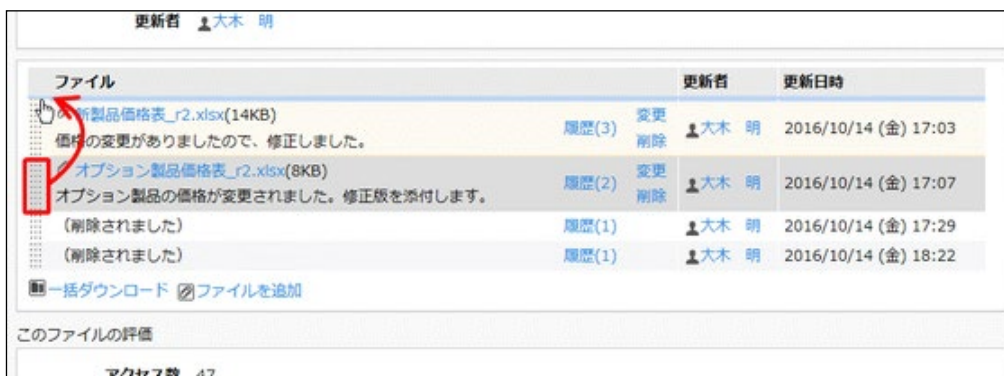 更新者 大木 明
ファイル 更新者 更新日時
新製品価格表_r2.xlsx(14KB)
価格の変更がありましたので、修正しました。 履歴(3) 変更 削除 大木 明 2016/10/14 (金) 17:03
オプション製品価格表_r2.xlsx(8KB)
オプション製品の価格が変更されました。修正版を添付します。 履歴(2) 変更 削除 大木 明 2016/10/14 (金) 17:07
(削除されました) 履歴(1) 大木 明 2016/10/14 (金) 17:29
(削除されました) 履歴(1) 大木 明 2016/10/14 (金) 18:22
一括ダウンロード ファイルを追加
このファイルの評価
アクセス数 47